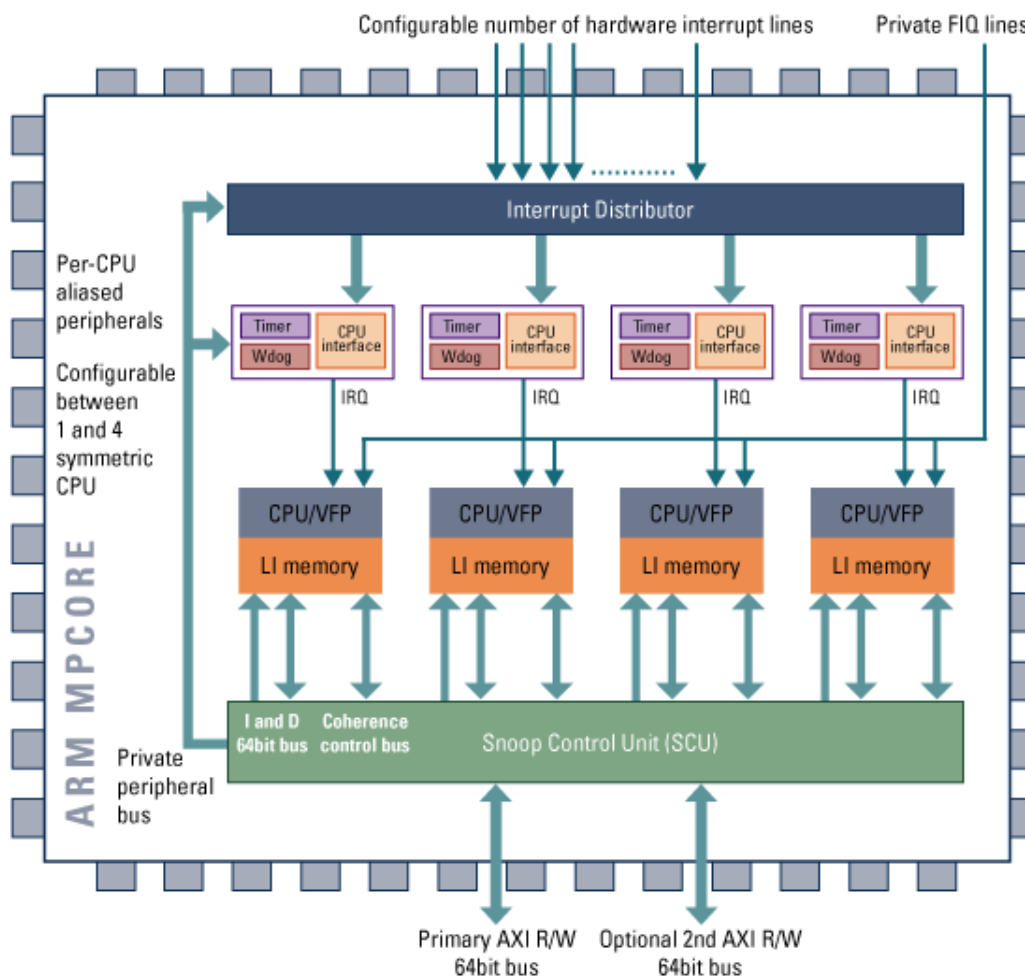 Configurable number of hardware interrupt lines
Private FIQ lines
Interrupt Distributor
Per-CPU
aliased
peripherals
Timer
Wdog
CPU
interface
Timer
Wdog
CPU
interface
Timer
Wdog
CPU
interface
Timer
Wdog
CPU
interface
Configurable
between
1 and 4
symmetric
CPU
IRQ
IRQ
IRQ
IRQ
CPU/VFP
LI memory
CPU/VFP
LI memory
CPU/VFP
LI memory
CPU/VFP
LI memory
ARM MPCORE
I and D
64bit bus
Coherence
control bus
Snoop Control Unit (SCU)
Private
peripheral
bus
Primary AXI R/W
64bit bus
Optional 2nd AXI R/W
64bit bus